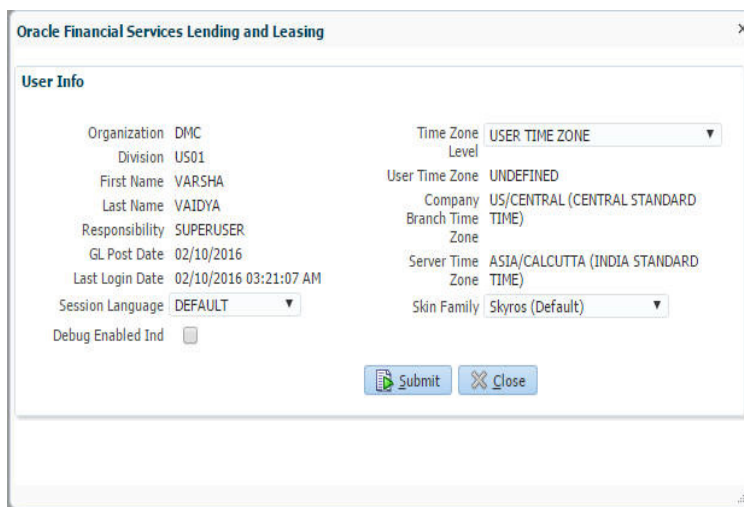 Oracle Financial Services Lending and Leasing
User Info
Organization DMC
Division US01
First Name VARSHA
Last Name VAIDYA
Responsibility SUPERUSER
GL Post Date 02/10/2016
Last Login Date 02/10/2016 03:21:07 AM
Session Language DEFAULT
Debug Enabled Ind
Time Zone USER TIME ZONE
Level
User Time Zone UNDEFINED
Company US/CENTRAL (CENTRAL STANDARD
Branch Time TIME)
Zone
Server Time ASIA/CALCUTTA (INDIA STANDARD
Zone TIME)
Skin Family Skyros (Default)
Submit
Close